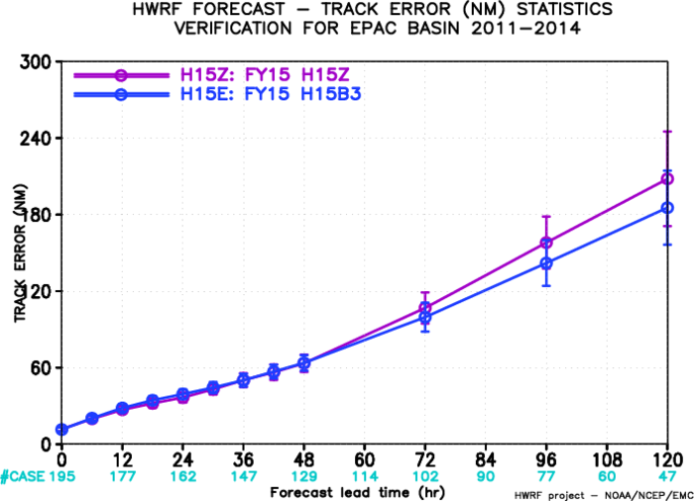 HWRF FORECAST – TRACK ERROR (NM) STATISTICS
VERIFICATION FOR EPAC BASIN 2011–2014
H15Z: FY15 H15Z
H15E: FY15 H15B3
300
240
180
120
60
0
TRACK ERROR (NM)
0 12 24 36 48 60 72 84 96 108 120
#CASE 195 177 162 147 129 114 102 90 77 60 47
Forecast lead time (hr)
HWRF project – NOAA/NCEP/EMC